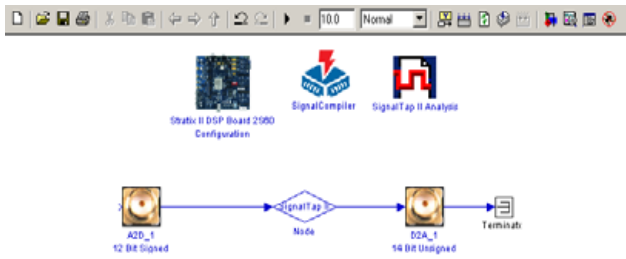 10.0 Normal
Stratix II DSP Board 2S60
Configuration
SignalCompiler
SignalTap II Analysis
SignalTap II
Node
A2D_1
12 Bit Signed
D2A_1
14 Bit Unsigned
Terminato